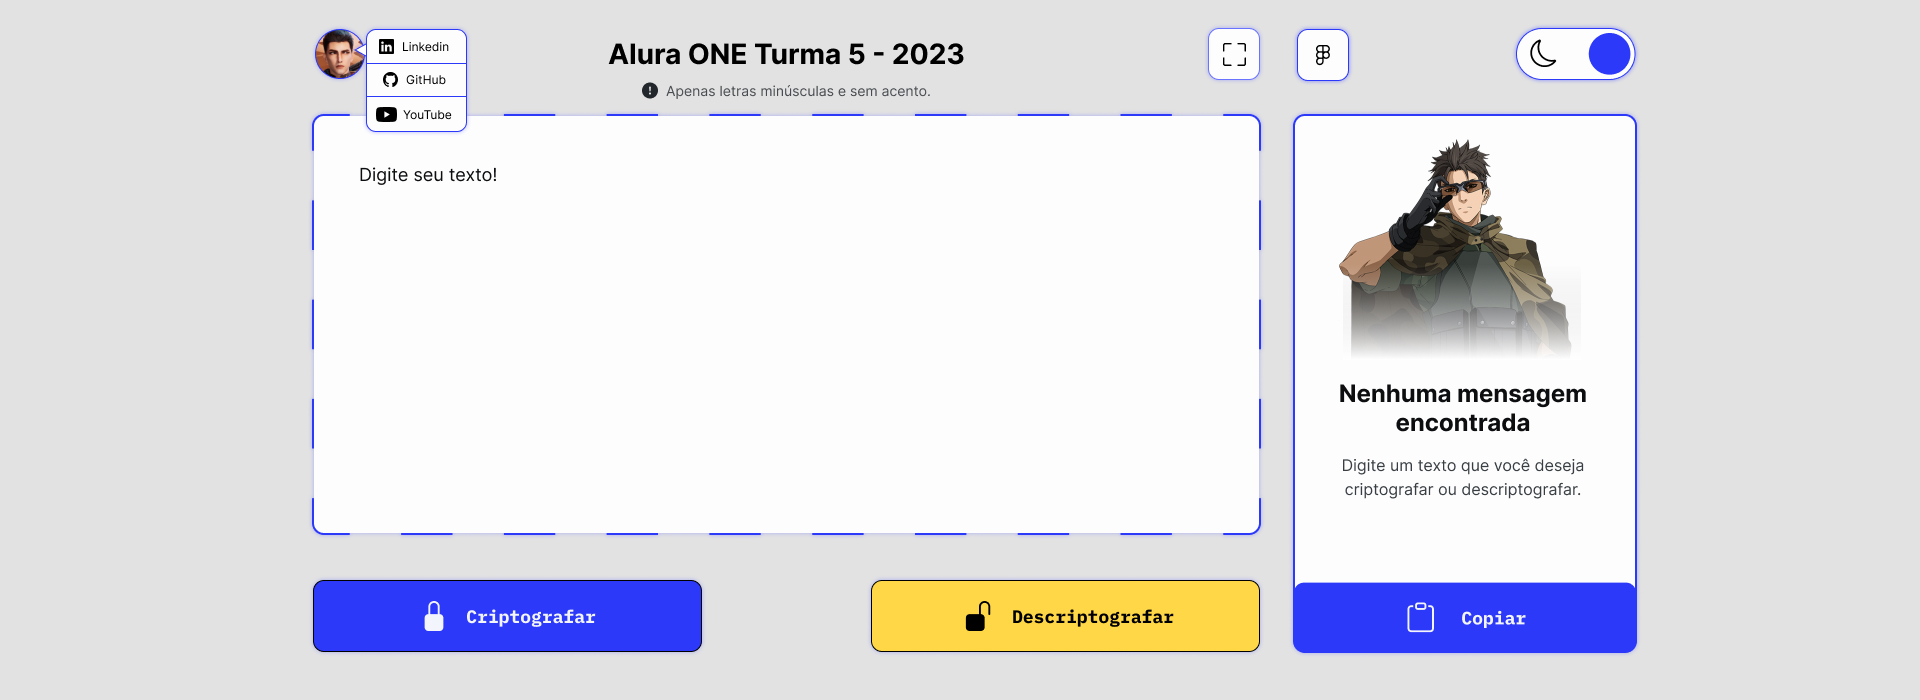 Linkedin
GitHub
YouTube
Alura ONE Turma 5 - 2023
Apenas letras minúsculas e sem acento.
Digite seu texto!
Criptografar
Descriptografar
Nenhuma mensagem
encontrada
Digite um texto que você deseja
criptografar ou descriptografar.
Copiar